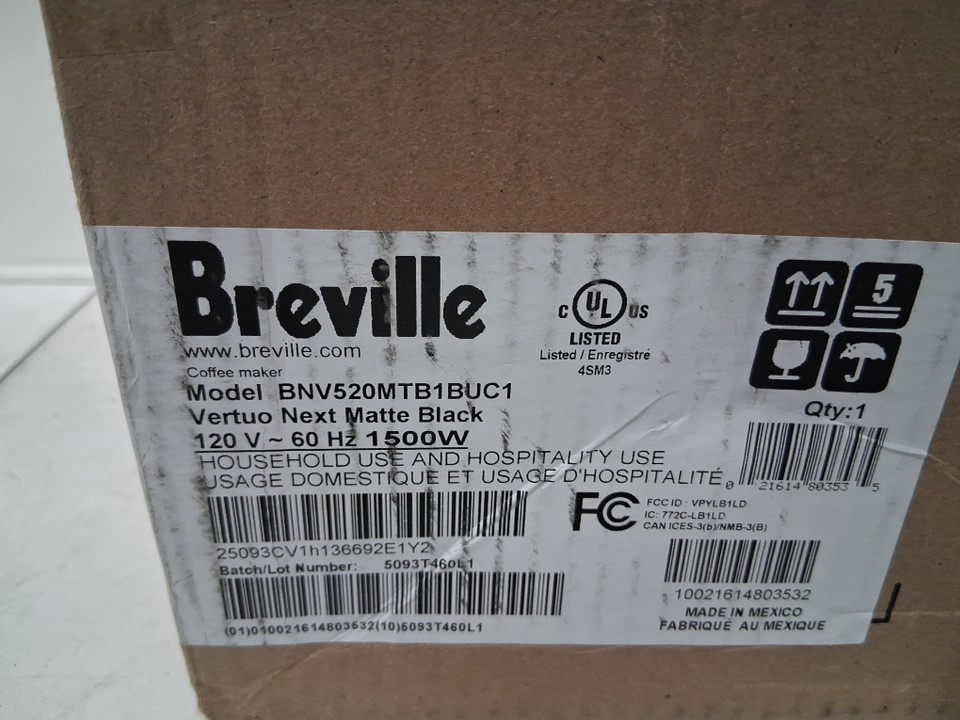 Breville
www.breville.com
Coffee maker
Model BNV520MTB1BUC1
Vertuo Next Matte Black
120 V ~ 60 Hz 1500W
HOUSEHOLD USE AND HOSPITALITY USE
USAGE DOMESTIQUE ET USAGE D'HOSPITALITÉ
25093CV1h136692E1Y2
Batch/Lot Number: 5093T460L1
(01)010021614803532(10)5093T460L1
C UL US
LISTED
Listed / Enregistré
4SM3
5
Qty:1
0 21614 80353 5
FC
FCC ID : VPYLB1LD
IC: 772C-LB1LD
CAN ICES-3(b)/NMB-3(B)
10021614803532
MADE IN MEXICO
FABRIQUÉ AU MEXIQUE